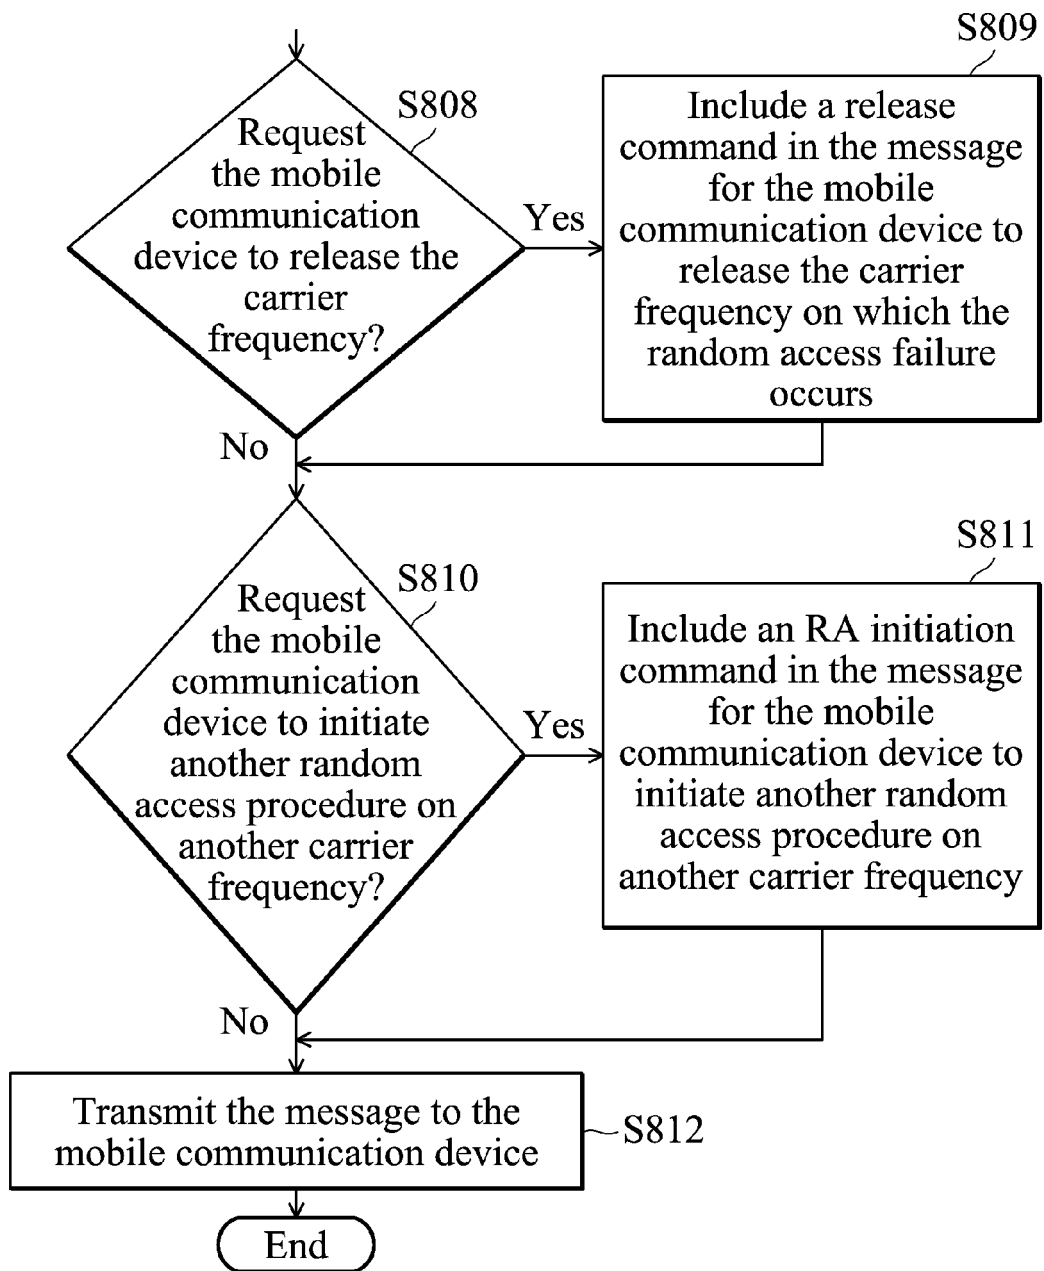 S808
Request
the mobile
communication
device to release the
carrier
frequency?
Yes
S809
Include a release
command in the message
for the mobile
communication device to
release the carrier
frequency on which the
random access failure
occurs
No
S810
Request
the mobile
communication
device to initiate
another random
access procedure on
another carrier
frequency?
Yes
S811
Include an RA initiation
command in the message
for the mobile
communication device to
initiate another random
access procedure on
another carrier frequency
No
Transmit the message to the
mobile communication device
S812
End